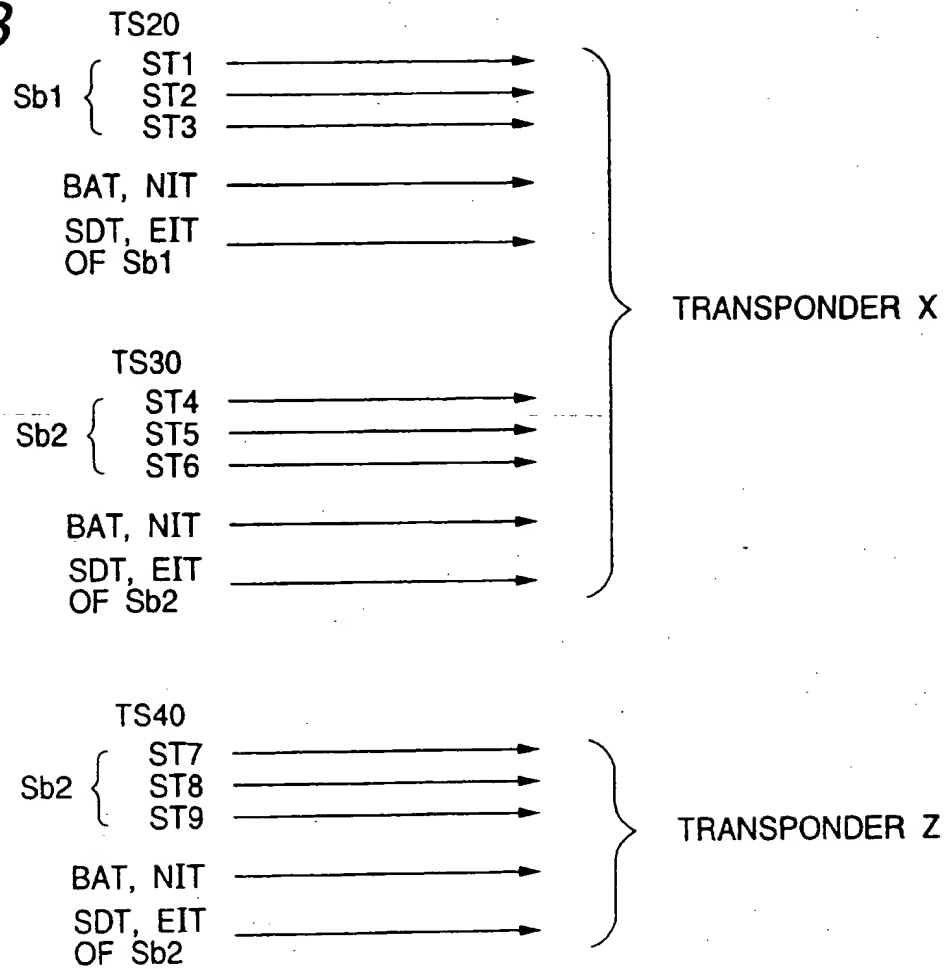 TS20
Sb1 { ST1
ST2
ST3
BAT, NIT
SDT, EIT
OF Sb1
TRANSPONDER X
TS30
Sb2 { ST4
ST5
ST6
BAT, NIT
SDT, EIT
OF Sb2
TS40
Sb2 { ST7
ST8
ST9
BAT, NIT
SDT, EIT
OF Sb2
TRANSPONDER Z